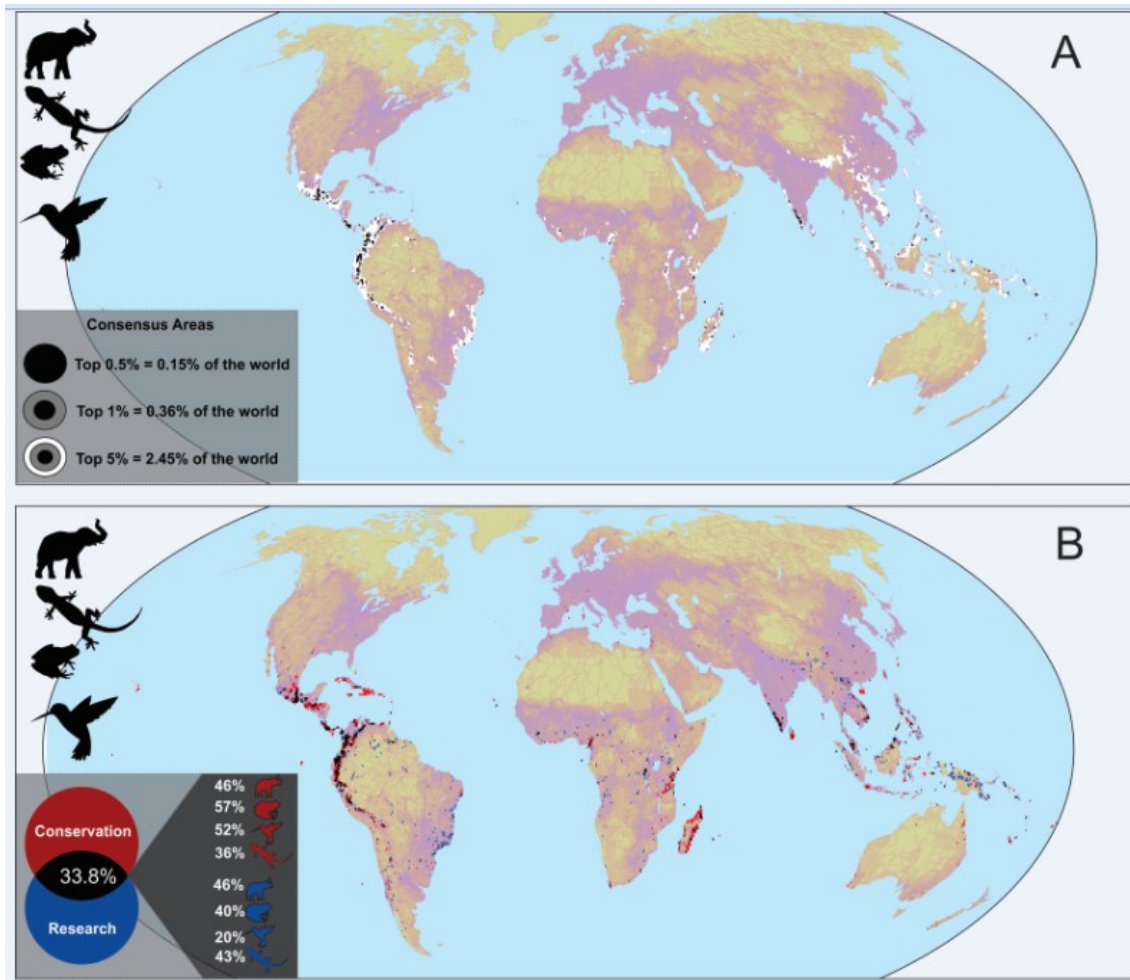 A
Consensus Areas
Top 0.5% = 0.15% of the world
Top 1% = 0.36% of the world
Top 5% = 2.45% of the world
B
Conservation
33.8%
Research
46%
57%
52%
36%
46%
40%
20%
43%